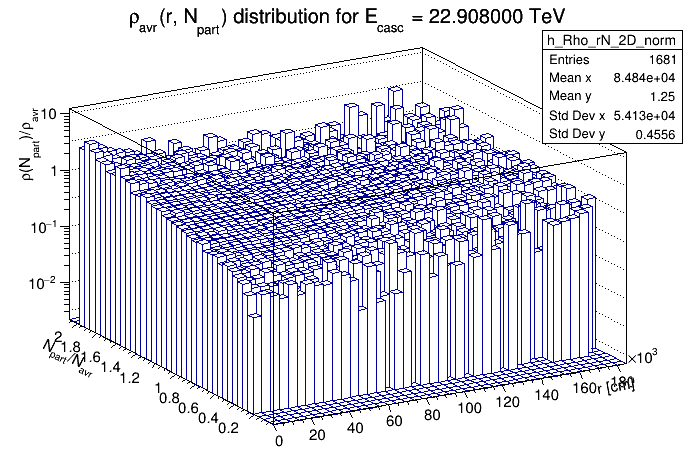 ρavr(r, Npart) distribution for Ecasc = 22.908000 TeV
h_Rho_rN_2D_norm
Entries 1681
Mean x 8.484e+04
Mean y 1.25
Std Dev x 5.413e+04
Std Dev y 0.4556
ρ(Npart)/ρavr
10
1
10−1
10−2
Npart/Navr
2 1.8 1.6 1.4 1.2 1 0.8 0.6 0.4 0.2
0 20 40 60 80 100 120 140 160 180
r [cm]
×103